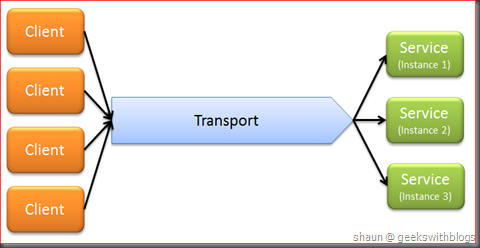 Client
Client
Client
Client
Transport
Service
(Instance 1)
Service
(Instance 2)
Service
(Instance 3)
shaun @ geekswithblogs